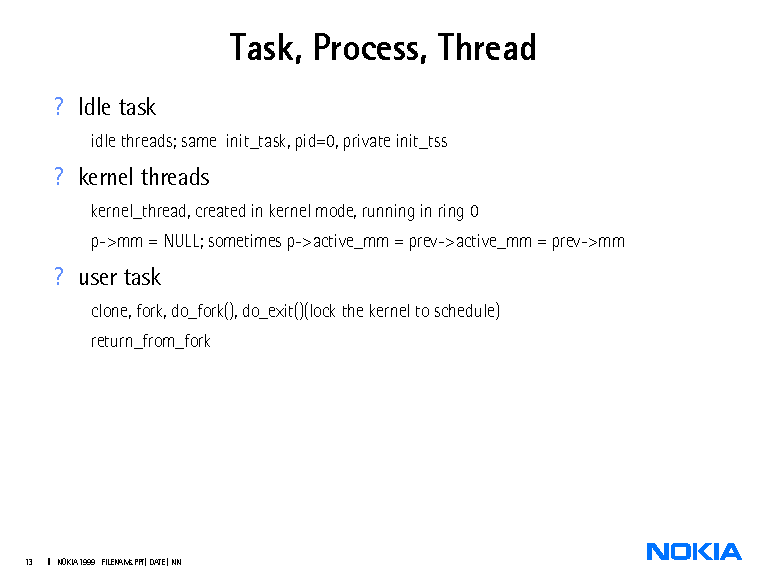 Task, Process, Thread
? Idle task
idle threads; same init_task, pid=0, private init_tss
? kernel threads
kernel_thread, created in kernel mode, running in ring 0
p->mm = NULL; sometimes p->active_mm = prev->active_mm = prev->mm
? user task
clone, fork, do_fork(), do_exit()(lock the kernel to schedule)
return_from_fork
13 | NOKIA 1999 FILENAMs.PPT| DATE | NN
NOKIA